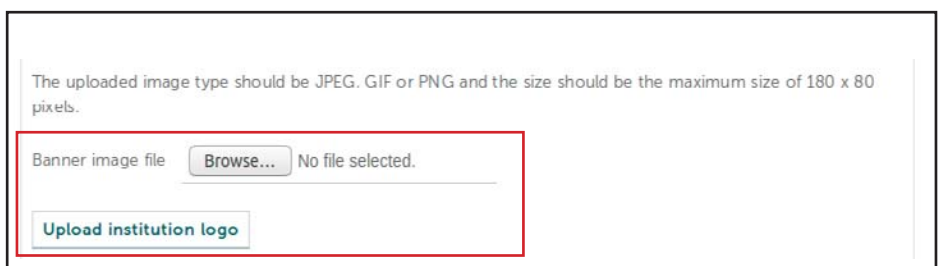 The uploaded image type should be JPEG. GIF or PNG and the size should be the maximum size of 180 x 80
pixels.
Banner image file Browse... No file selected.
Upload institution logo